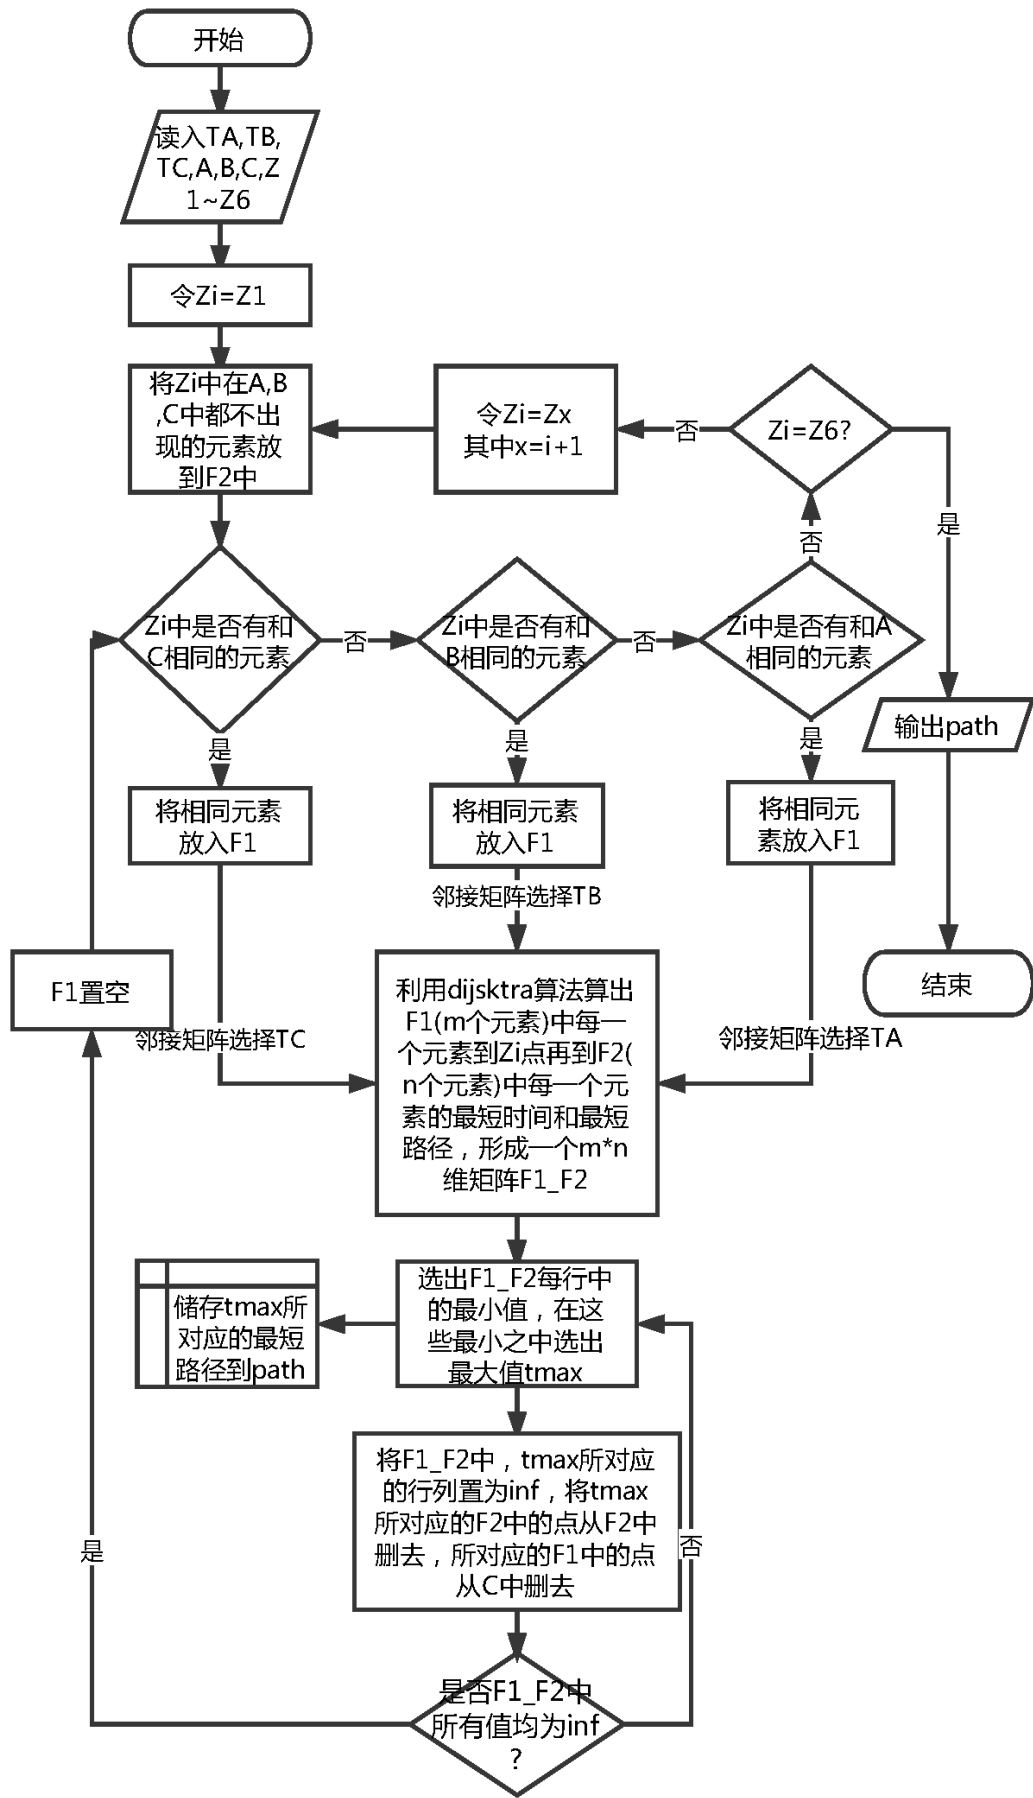 开始
读入TA,TB,
TC,A,B,C,Z
1~Z6
令Zi=Z1
将Zi中在A,B
,C中都不出
现的元素放
到F2中
令Zi=Zx
其中x=i+1
否
Zi=Z6?
是
否
Zi中是否有和
C相同的元素
否
Zi中是否有和
B相同的元素
否
Zi中是否有和A
相同的元素
输出path
是
是
是
将相同元素
放入F1
将相同元素
放入F1
将相同元
素放入F1
邻接矩阵选择TB
F1置空
结束
邻接矩阵选择TC
邻接矩阵选择TA
利用dijsktra算法算出
F1(m个元素)中每一
个元素到Zi点再到F2(
n个元素)中每一个元
素的最短时间和最短
路径，形成一个m*n
维矩阵F1_F2
储存tmax所
对应的最短
路径到path
选出F1_F2每行中
的最小值，在这
些最小之中选出
最大值tmax
将F1_F2中，tmax所对应
的行列置为inf，将tmax
所对应的F2中的点从F2中
删去，所对应的F1中的点
从C中删去
是
否
是否F1_F2中
所有值均为inf
?